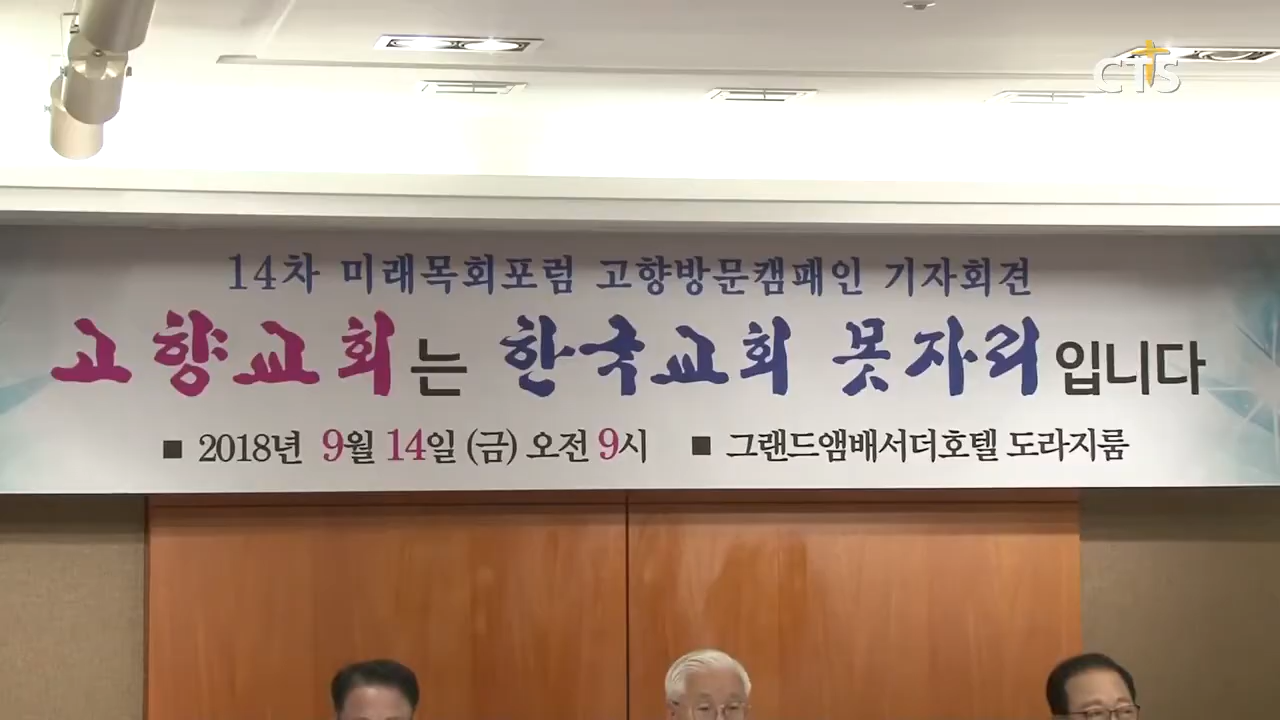 CTS
14차 미래목회포럼 고향방문캠패인 기자회견
고향교회는 한국교회 못자리입니다
■ 2018년 9월 14일 (금) 오전 9시 ■ 그랜드앰배서더호텔 도라지룸